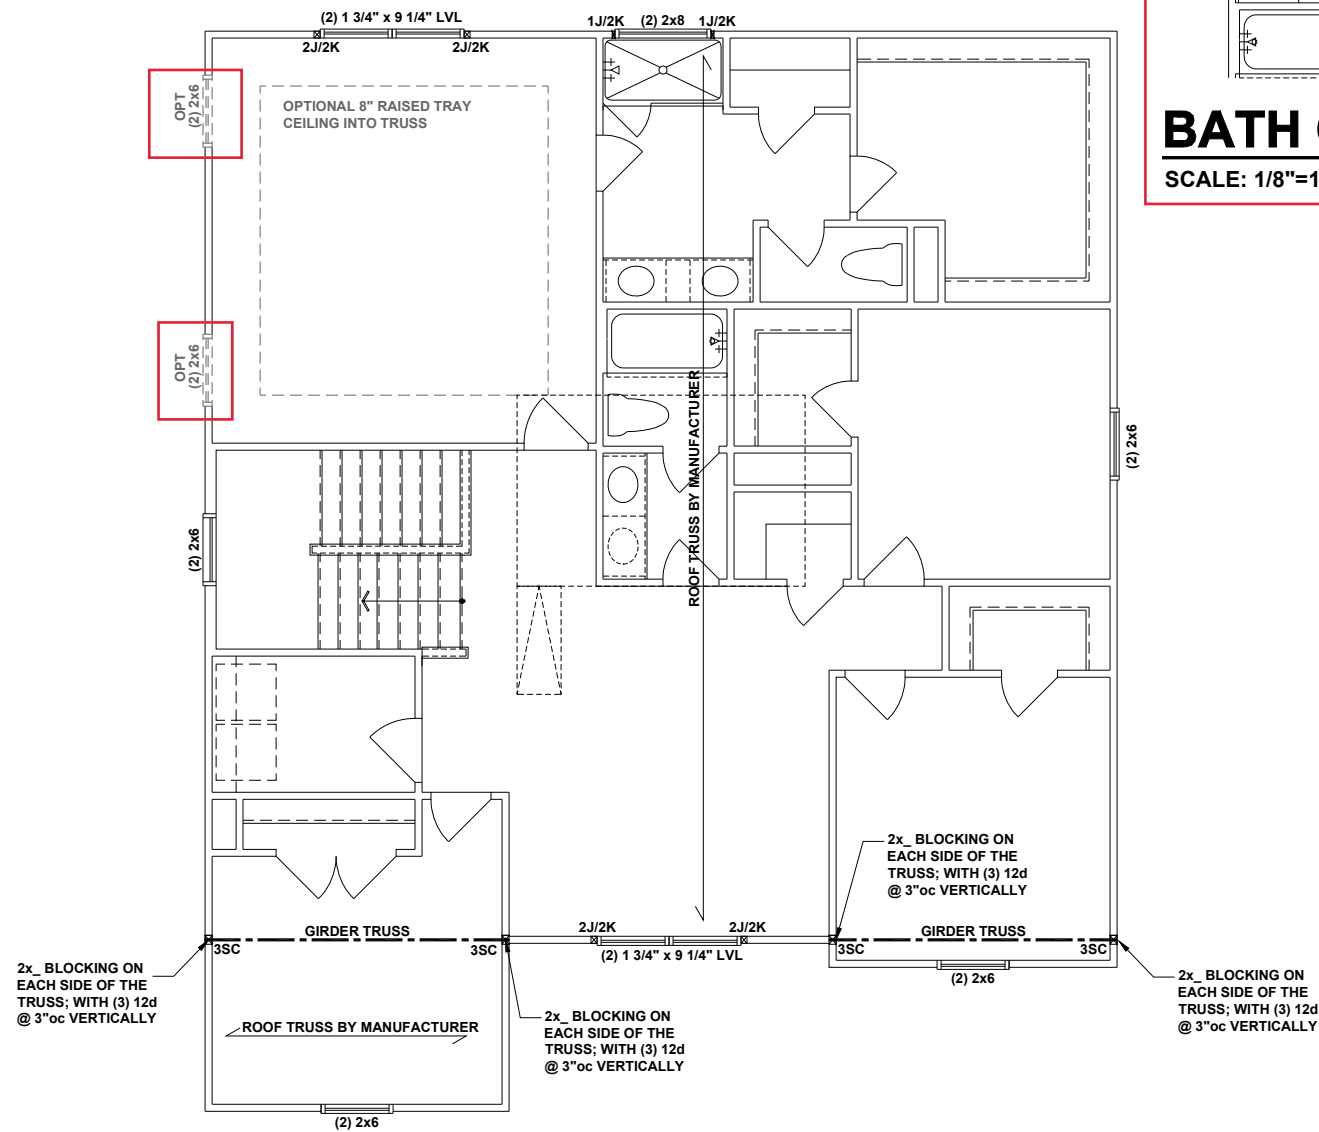 (2) 1 3/4" x 9 1/4" LVL
2J/2K
2J/2K
1J/2K
(2) 2x8
1J/2K
OPT
(2) 2x6
OPTIONAL 8" RAISED TRAY
CEILING INTO TRUSS
BATH
SCALE: 1/8"=1
OPT
(2) 2x6
(2) 2x6
(2) 2x6
ROOF TRUSS BY MANUFACTURER
2x_ BLOCKING ON
EACH SIDE OF THE
TRUSS; WITH (3) 12d
@ 3"oc VERTICALLY
GIRDER TRUSS
3SC
3SC
2J/2K
2J/2K
(2) 1 3/4" x 9 1/4" LVL
GIRDER TRUSS
3SC
3SC
(2) 2x6
2x_ BLOCKING ON
EACH SIDE OF THE
TRUSS; WITH (3) 12d
@ 3"oc VERTICALLY
2x_ BLOCKING ON
EACH SIDE OF THE
TRUSS; WITH (3) 12d
@ 3"oc VERTICALLY
2x_ BLOCKING ON
EACH SIDE OF THE
TRUSS; WITH (3) 12d
@ 3"oc VERTICALLY
ROOF TRUSS BY MANUFACTURER
(2) 2x6